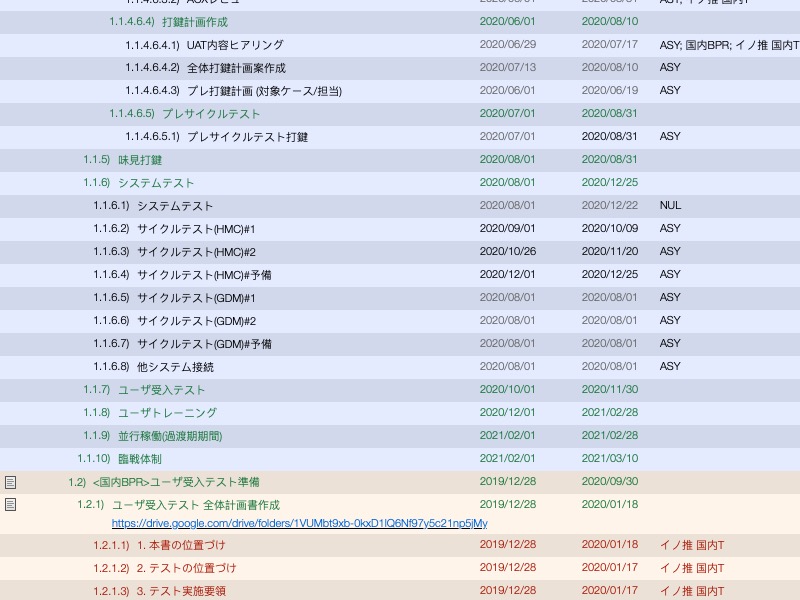 1.1.4.6.4) 打鍵計画作成 2020/06/01 2020/08/10
1.1.4.6.4.1) UAT内容ヒアリング 2020/06/29 2020/07/17 ASY; 国内BPR; イノ推 国内T
1.1.4.6.4.2) 全体打鍵計画案作成 2020/07/13 2020/08/10 ASY
1.1.4.6.4.3) プレ打鍵計画 (対象ケース/担当) 2020/06/01 2020/06/19 ASY
1.1.4.6.5) プレサイクルテスト 2020/07/01 2020/08/31
1.1.4.6.5.1) プレサイクルテスト打鍵 2020/07/01 2020/08/31 ASY
1.1.5) 味見打鍵 2020/08/01 2020/08/31
1.1.6) システムテスト 2020/08/01 2020/12/25
1.1.6.1) システムテスト 2020/08/01 2020/12/22 NUL
1.1.6.2) サイクルテスト(HMC)#1 2020/09/01 2020/10/09 ASY
1.1.6.3) サイクルテスト(HMC)#2 2020/10/26 2020/11/20 ASY
1.1.6.4) サイクルテスト(HMC)#予備 2020/12/01 2020/12/25 ASY
1.1.6.5) サイクルテスト(GDM)#1 2020/08/01 2020/08/01 ASY
1.1.6.6) サイクルテスト(GDM)#2 2020/08/01 2020/08/01 ASY
1.1.6.7) サイクルテスト(GDM)#予備 2020/08/01 2020/08/01 ASY
1.1.6.8) 他システム接続 2020/08/01 2020/08/01 ASY
1.1.7) ユーザ受入テスト 2020/10/01 2020/11/30
1.1.8) ユーザトレーニング 2020/12/01 2021/02/28
1.1.9) 並行稼働(過渡期期間) 2021/02/01 2021/02/28
1.1.10) 臨戦体制 2021/02/01 2021/03/10
1.2) <国内BPR>ユーザ受入テスト準備 2019/12/28 2020/09/30
1.2.1) ユーザ受入テスト 全体計画書作成 2019/12/28 2020/01/18
https://drive.google.com/drive/folders/1VUMbt9xb-0kxD1lQ6Nf97y5c21np5jMy
1.2.1.1) 1. 本書の位置づけ 2019/12/28 2020/01/18 イノ推 国内T
1.2.1.2) 2. テストの位置づけ 2019/12/28 2020/01/17 イノ推 国内T
1.2.1.3) 3. テスト実施要領 2019/12/28 2020/01/17 イノ推 国内T